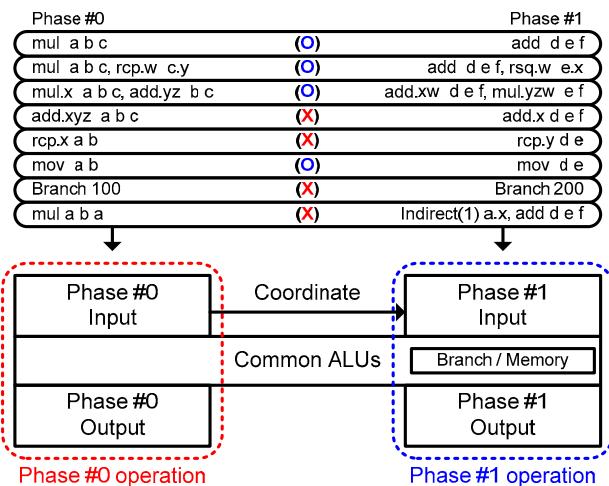 Phase #0 Phase #1
mul a b c (O) add d e f
mul a b c, rcp.w c.y (O) add d e f, rsq.w e.x
mul.x a b c, add.yz b c (O) add.xw d e f, mul.yzw e f
add.xyz a b c (X) add.x d e f
rcp.x a b (X) rcp.y d e
mov a b (O) mov d e
Branch 100 (X) Branch 200
mul a b a (X) Indirect(1) a.x, add d e f
Phase #0 Coordinate Phase #1
Input Input
Common ALUs Branch / Memory
Phase #0 Phase #1
Output Output
Phase #0 operation Phase #1 operation